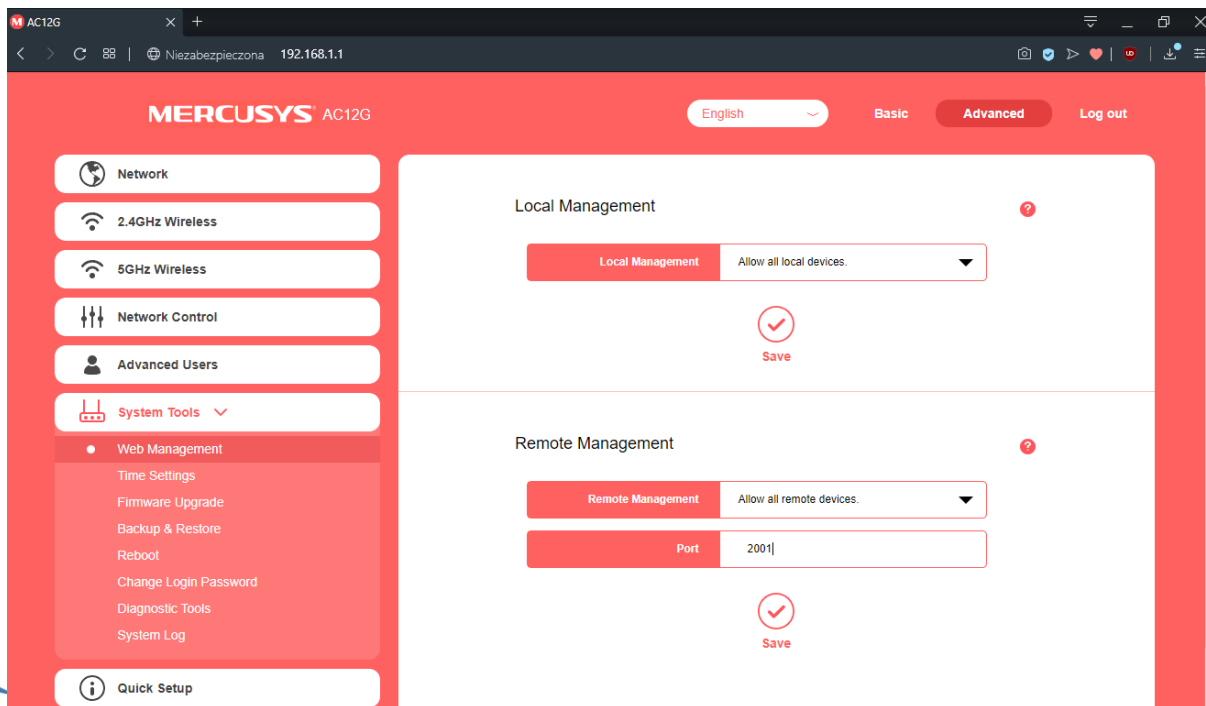 AC12G
Niezabezpieczona 192.168.1.1
MERCUSYS AC12G
English
Basic
Advanced
Log out
Network
2.4GHz Wireless
5GHz Wireless
Network Control
Advanced Users
System Tools
Web Management
Time Settings
Firmware Upgrade
Backup & Restore
Reboot
Change Login Password
Diagnostic Tools
System Log
Quick Setup
Local Management
?
Local Management Allow all local devices.
Save
Remote Management
?
Remote Management Allow all remote devices.
Port 2001
Save